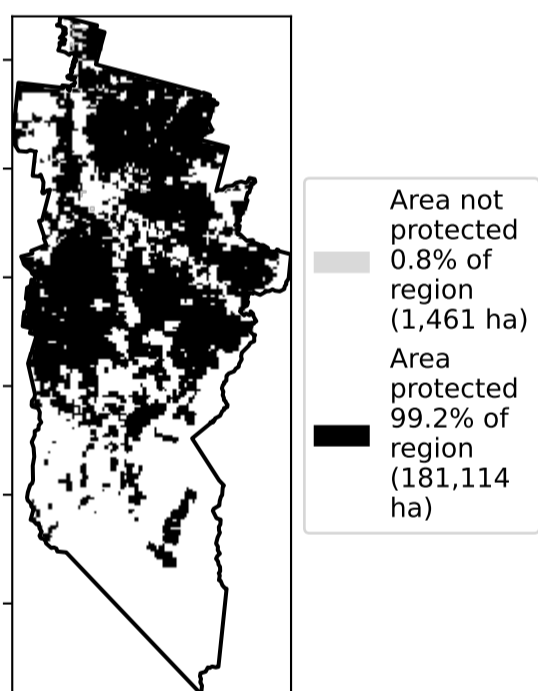 Area not
protected
0.8% of
region
(1,461 ha)
Area
protected
99.2% of
region
(181,114
ha)